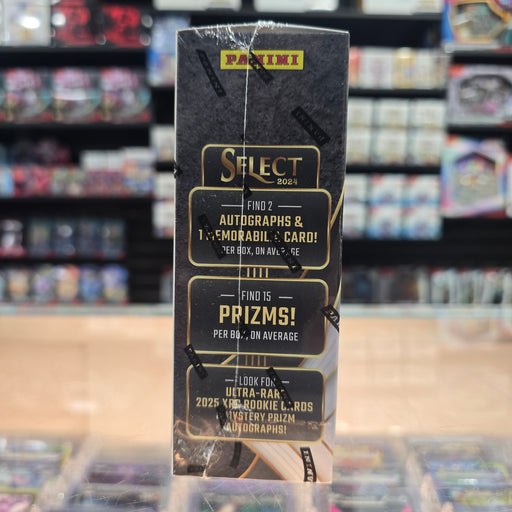 PANINI
SELECT
2024
FIND 2
AUTOGRAPHS &
1 MEMORABILIA CARD!
PER BOX, ON AVERAGE
FIND 15
PRIZMS!
PER BOX, ON AVERAGE
LOOK FOR
ULTRA-RARE
2025 XRC ROOKIE CARDS
MYSTERY PRIZM
AUTOGRAPHS!